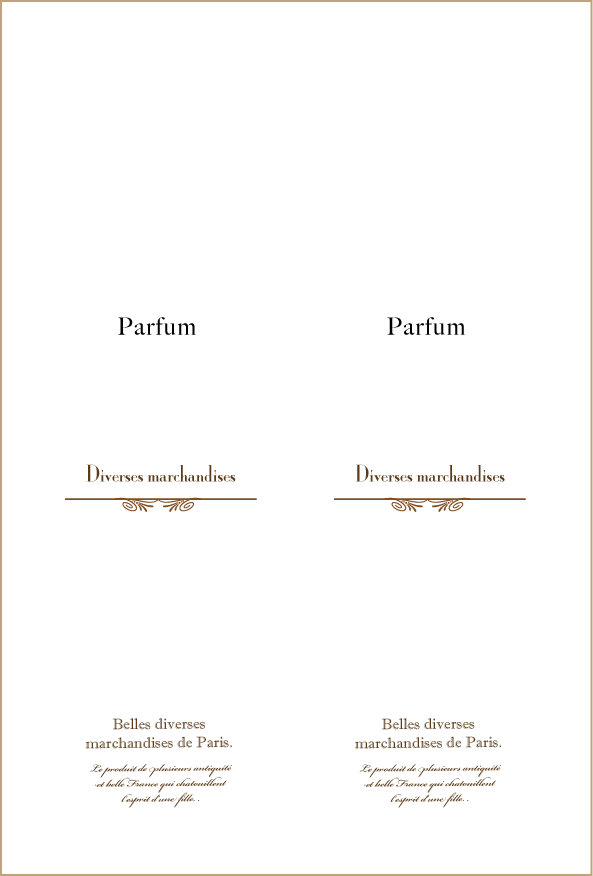 Parfum
Diverses marchandises
Belles diverses
marchandises de Paris.
Le produit de plusieurs antiquité
et belle France qui chatouillent
l'esprit d'une fille. .
Parfum
Diverses marchandises
Belles diverses
marchandises de Paris.
Le produit de plusieurs antiquité
et belle France qui chatouillent
l'esprit d'une fille. .